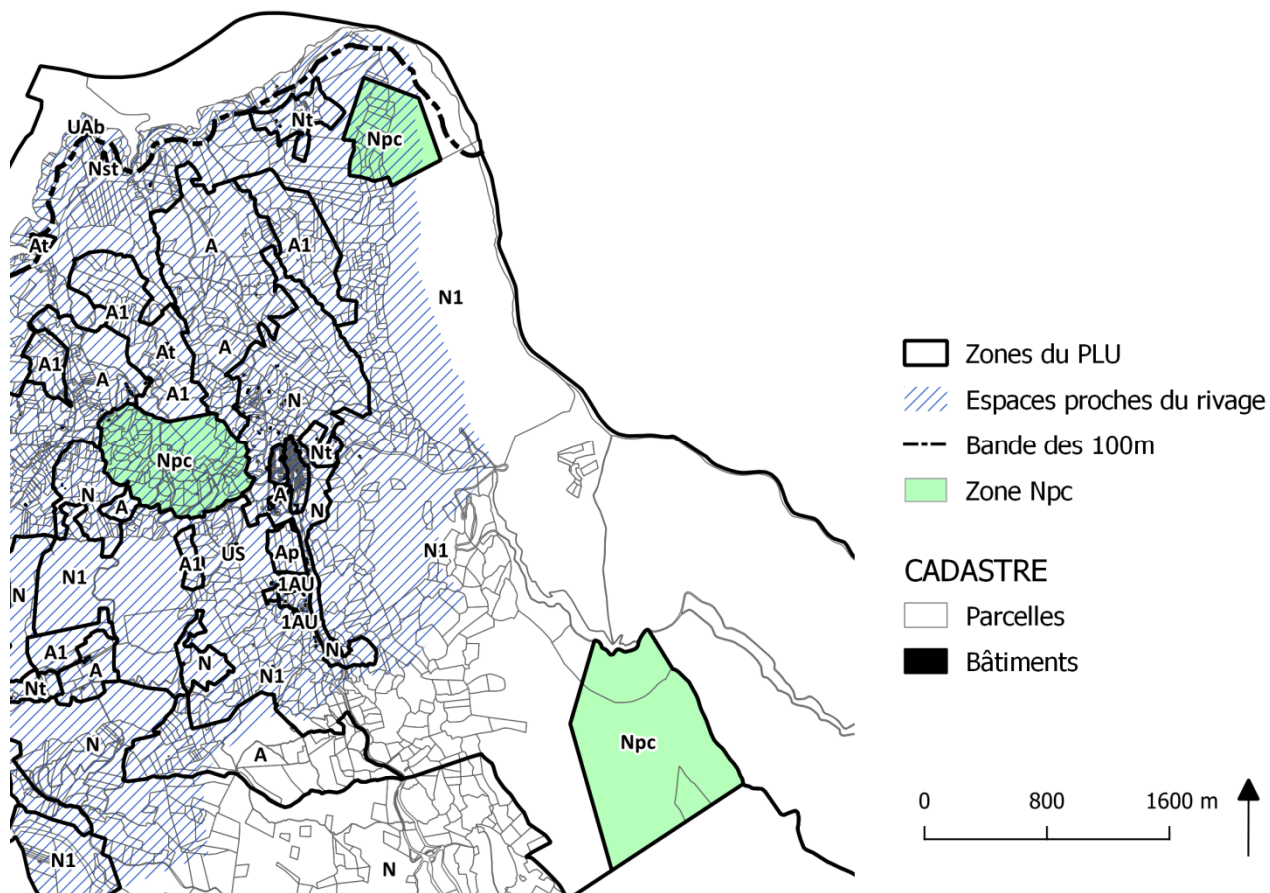 Nt
Npc
UAb
Nst
A
A1
At
N1
A1
At
A
A1
A
A1
N
Npc
Nt
N
A
A
N
A1
US
Ap
N1
N1
N
1AU
1AU
A1
A
N
N
N1
Nt
N
A
Npc
N1
N
Zones du PLU
Espaces proches du rivage
Bande des 100m
Zone Npc
CADASTRE
Parcelles
Bâtiments
0 800 1600 m